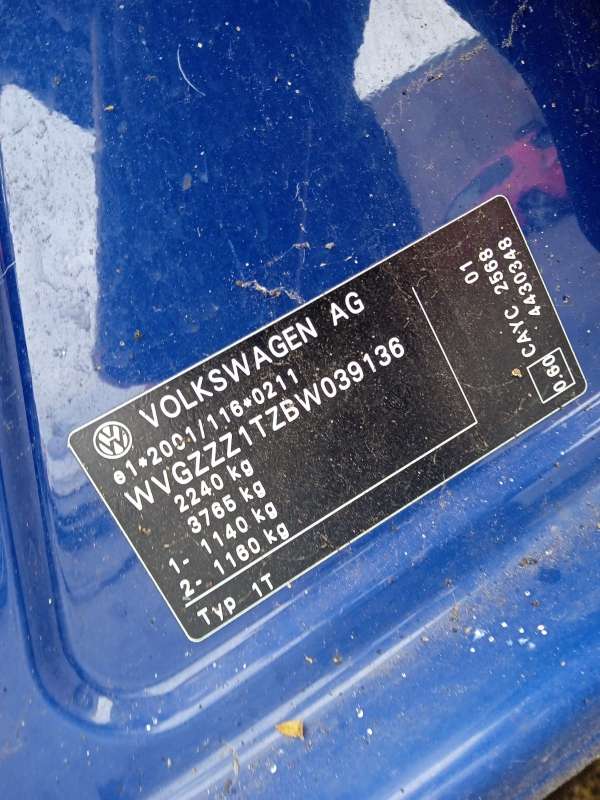 VOLKSWAGEN AG
e1*2001/116*0211
WVGZZZ1TZBW039136
2240 kg
3765 kg
1- 1140 kg
2- 1160 kg
Typ 1T
01
CAYC 2568
4430348
0.60